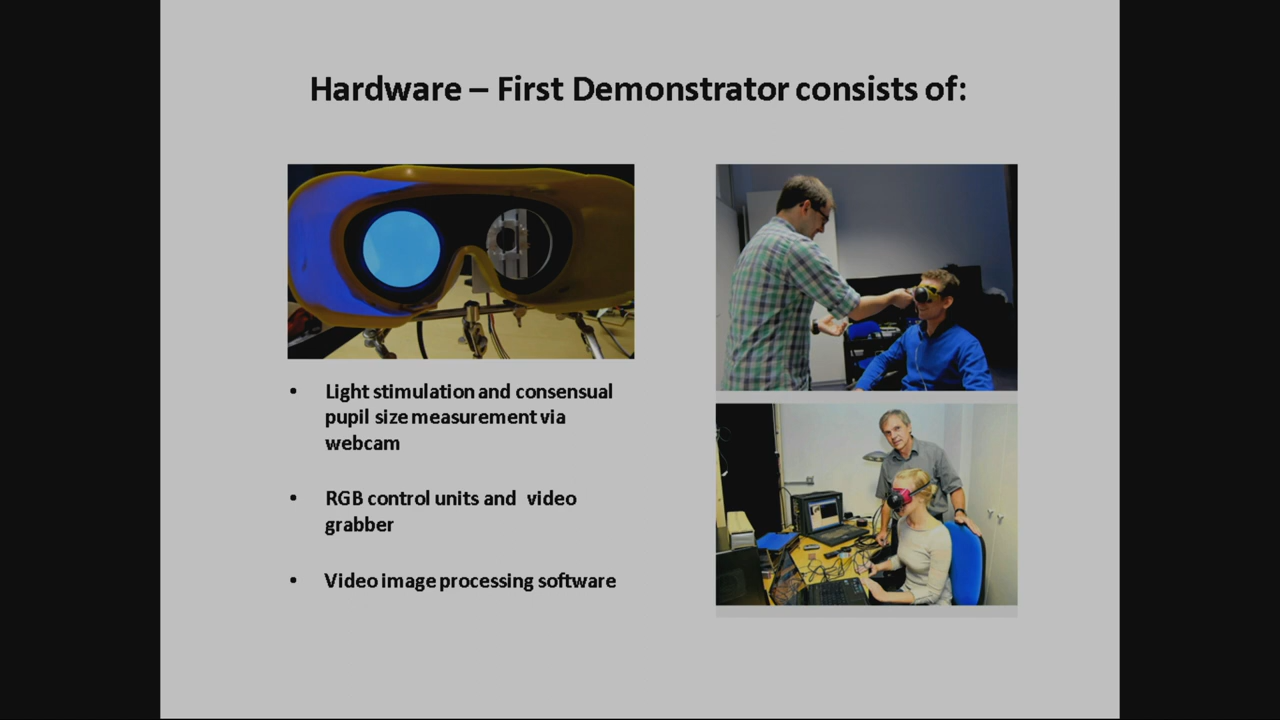 Hardware – First Demonstrator consists of:
• Light stimulation and consensual
pupil size measurement via
webcam
• RGB control units and video
grabber
• Video image processing software